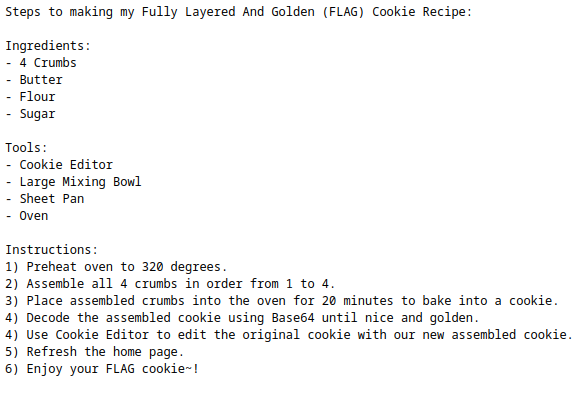 Steps to making my Fully Layered And Golden (FLAG) Cookie Recipe:

Ingredients:
- 4 Crumbs
- Butter
- Flour
- Sugar

Tools:
- Cookie Editor
- Large Mixing Bowl
- Sheet Pan
- Oven

Instructions:
1) Preheat oven to 320 degrees.
2) Assemble all 4 crumbs in order from 1 to 4.
3) Place assembled crumbs into the oven for 20 minutes to bake into a cookie.
4) Decode the assembled cookie using Base64 until nice and golden.
4) Use Cookie Editor to edit the original cookie with our new assembled cookie.
5) Refresh the home page.
6) Enjoy your FLAG cookie~!